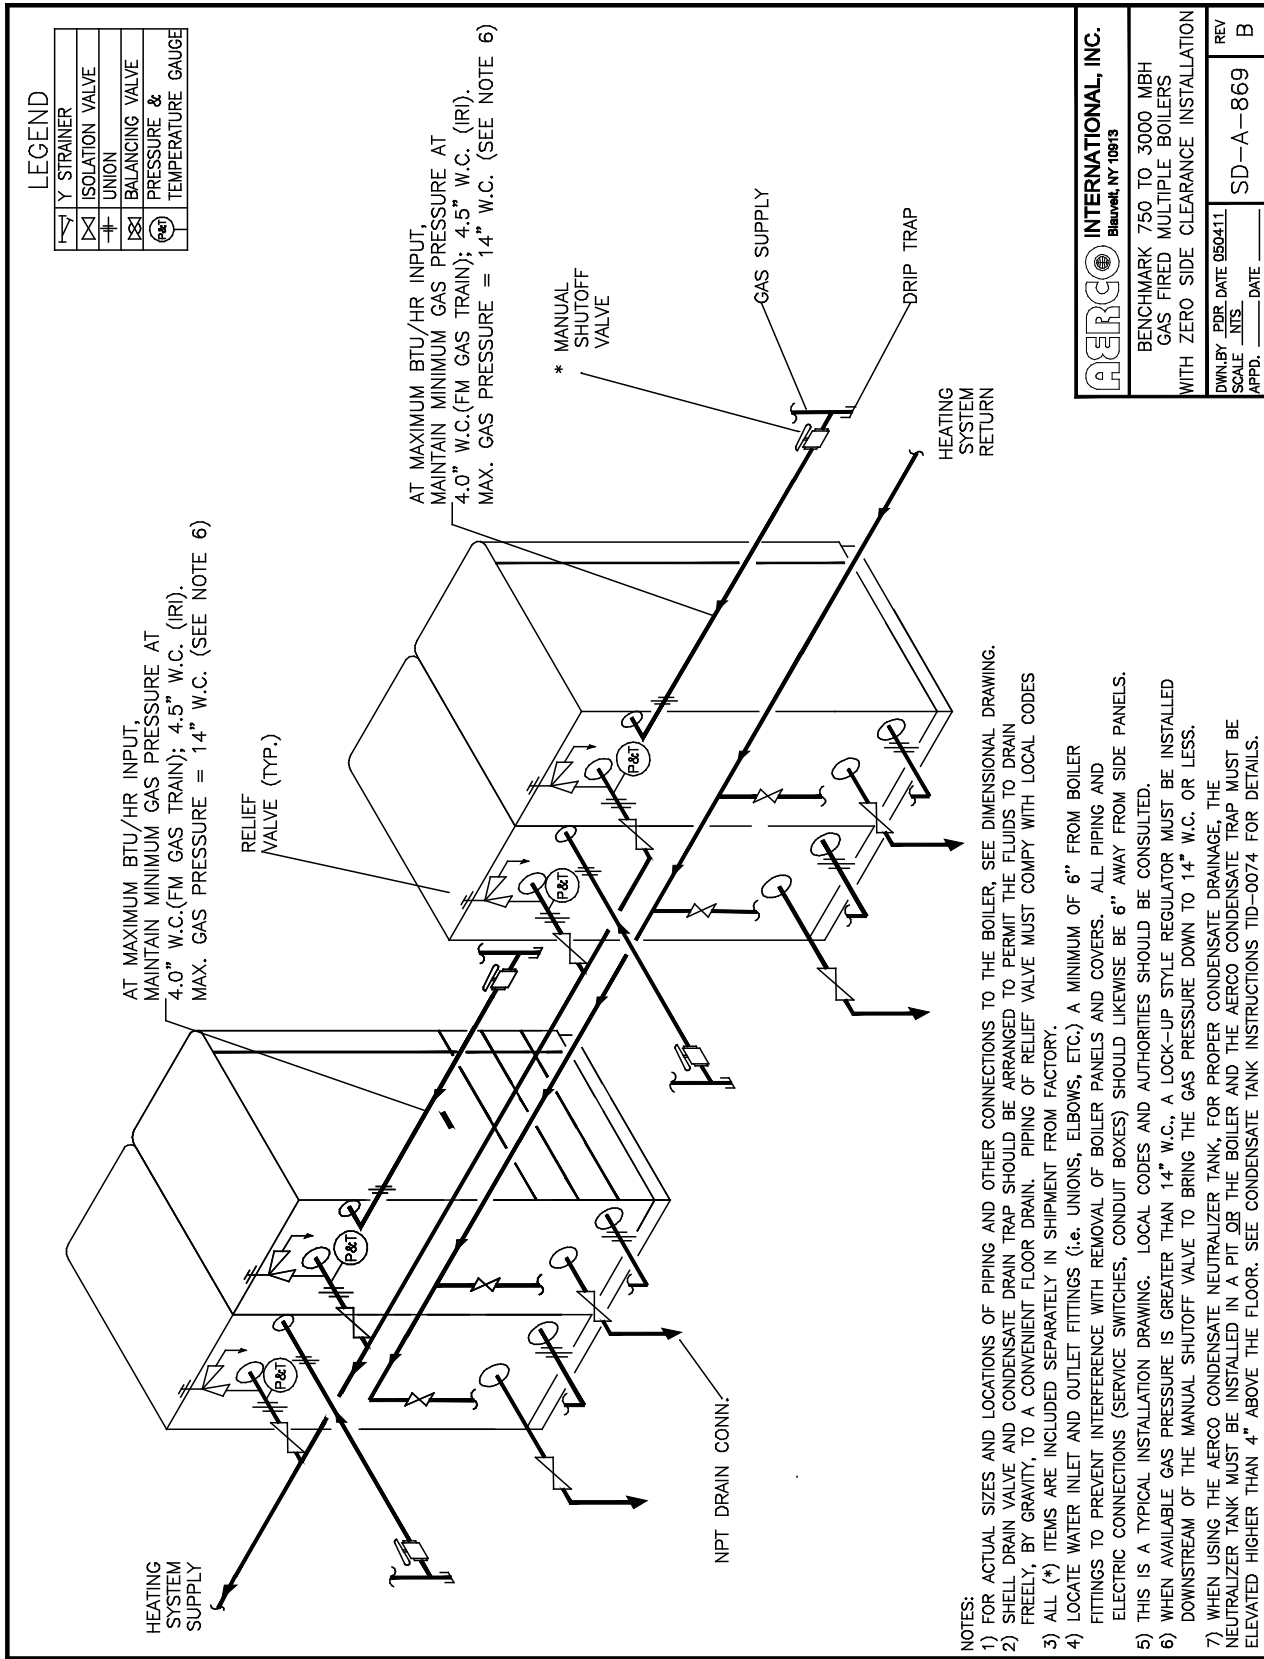 LEGEND
Y STRAINER
ISOLATION VALVE
UNION
BALANCING VALVE
P&T
PRESSURE &
TEMPERATURE GAUGE
AT MAXIMUM BTU/HR INPUT,
MAINTAIN MINIMUM GAS PRESSURE AT
4.0" W.C.(FM GAS TRAIN); 4.5" W.C. (IRI).
MAX. GAS PRESSURE = 14" W.C. (SEE NOTE 6)
AT MAXIMUM BTU/HR INPUT,
MAINTAIN MINIMUM GAS PRESSURE AT
4.0" W.C.(FM GAS TRAIN); 4.5" W.C. (IRI).
MAX. GAS PRESSURE = 14" W.C. (SEE NOTE 6)
RELIEF
VALVE (TYP.)
* MANUAL
SHUTOFF
VALVE
GAS SUPPLY
DRIP TRAP
HEATING
SYSTEM
RETURN
HEATING
SYSTEM
SUPPLY
P&T
P&T
P&T
P&T
NPT DRAIN CONN.
NOTES:
1) FOR ACTUAL SIZES AND LOCATIONS OF PIPING AND OTHER CONNECTIONS TO THE BOILER, SEE DIMENSIONAL DRAWING.
2) SHELL DRAIN VALVE AND CONDENSATE DRAIN TRAP SHOULD BE ARRANGED TO PERMIT THE FLUIDS TO DRAIN
FREELY, BY GRAVITY, TO A CONVENIENT FLOOR DRAIN. PIPING OF RELIEF VALVE MUST COMPY WITH LOCAL CODES
3) ALL (*) ITEMS ARE INCLUDED SEPARATELY IN SHIPMENT FROM FACTORY.
4) LOCATE WATER INLET AND OUTLET FITTINGS (i.e. UNIONS, ELBOWS, ETC.) A MINIMUM OF 6" FROM BOILER
FITTINGS TO PREVENT INTERFERENCE WITH REMOVAL OF BOILER PANELS AND COVERS. ALL PIPING AND
ELECTRIC CONNECTIONS (SERVICE SWITCHES, CONDUIT BOXES) SHOULD LIKEWISE BE 6" AWAY FROM SIDE PANELS.
5) THIS IS A TYPICAL INSTALLATION DRAWING. LOCAL CODES AND AUTHORITIES SHOULD BE CONSULTED.
6) WHEN AVAILABLE GAS PRESSURE IS GREATER THAN 14" W.C., A LOCK-UP STYLE REGULATOR MUST BE INSTALLED
DOWNSTREAM OF THE MANUAL SHUTOFF VALVE TO BRING THE GAS PRESSURE DOWN TO 14" W.C. OR LESS.
7) WHEN USING THE AERCO CONDENSATE NEUTRALIZER TANK, FOR PROPER CONDENSATE DRAINAGE, THE
NEUTRALIZER TANK MUST BE INSTALLED IN A PIT OR THE BOILER AND THE AERCO CONDENSATE TRAP MUST BE
ELEVATED HIGHER THAN 4" ABOVE THE FLOOR. SEE CONDENSATE TANK INSTRUCTIONS TID-0074 FOR DETAILS.
AERCO INTERNATIONAL, INC.
Blauvelt, NY 10913
BENCHMARK 750 TO 3000 MBH
GAS FIRED MULTIPLE BOILERS
WITH ZERO SIDE CLEARANCE INSTALLATION
DWN.BY PDR DATE 050411
SCALE NTS
APPD. DATE
SD-A-869
REV
B